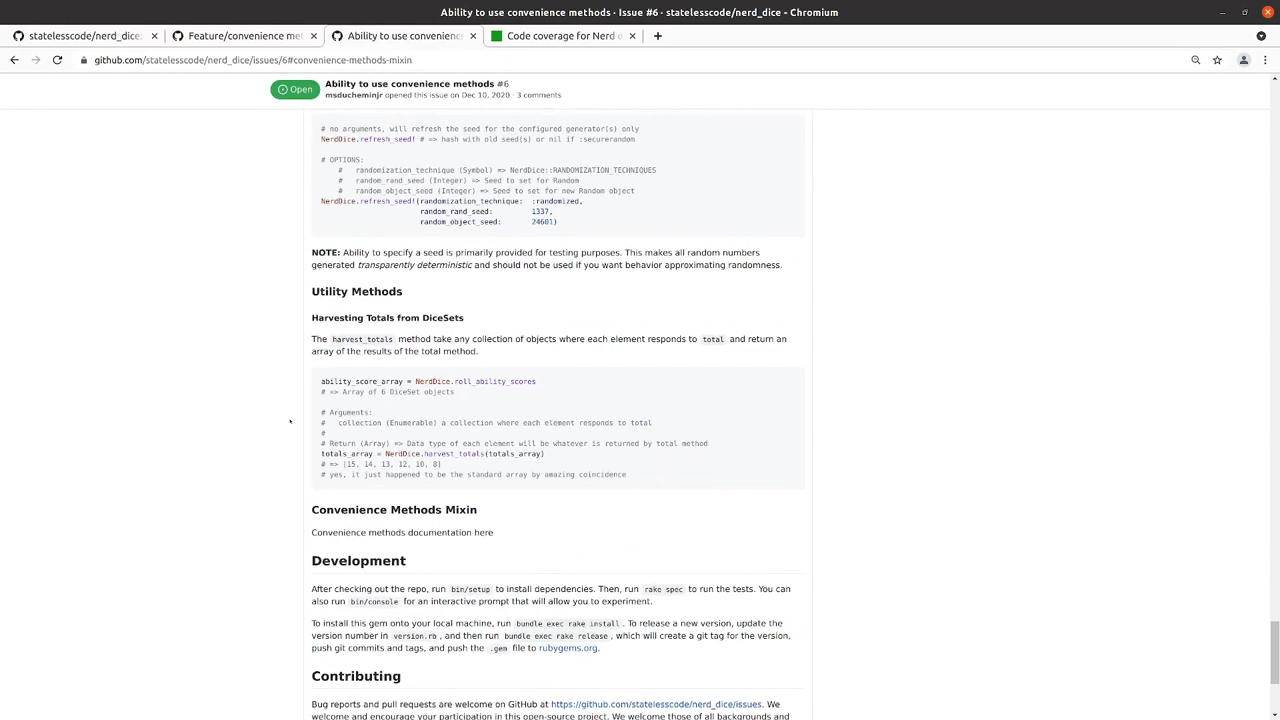 Ability to use convenience methods · Issue #6 · statelesscode/nerd_dice - Chromium
statelesscode/nerd_dice:
Feature/convenience met
Ability to use convenience
Code coverage for Nerd d
github.com/statelesscode/nerd_dice/issues/6#convenience-methods-mixin
Open
Ability to use convenience methods #6
msducheminjr opened this issue on Dec 10, 2020 · 3 comments
# no arguments, will refresh the seed for the configured generator(s) only
NerdDice.refresh_seed! # => hash with old seed(s) or nil if :securerandom
# OPTIONS:
#   randomization_technique (Symbol) => NerdDice::RANDOMIZATION_TECHNIQUES
#   random_rand_seed (Integer) => Seed to set for Random
#   random_object_seed (Integer) => Seed to set for new Random object
NerdDice.refresh_seed!(randomization_technique: :randomized,
random_rand_seed: 1337,
random_object_seed: 24601)
NOTE: Ability to specify a seed is primarily provided for testing purposes. This makes all random numbers
generated transparently deterministic and should not be used if you want behavior approximating randomness.
Utility Methods
Harvesting Totals from DiceSets
The harvest_totals method take any collection of objects where each element responds to total and return an
array of the results of the total method.
ability_score_array = NerdDice.roll_ability_scores
# => Array of 6 DiceSet objects
# Arguments:
#   collection (Enumerable) a collection where each element responds to total
#
# Return (Array) => Data type of each element will be whatever is returned by total method
totals_array = NerdDice.harvest_totals(totals_array)
# => [15, 14, 13, 12, 10, 8]
# yes, it just happened to be the standard array by amazing coincidence
Convenience Methods Mixin
Convenience methods documentation here
Development
After checking out the repo, run bin/setup to install dependencies. Then, run rake spec to run the tests. You can
also run bin/console for an interactive prompt that will allow you to experiment.
To install this gem onto your local machine, run bundle exec rake install. To release a new version, update the
version number in version.rb, and then run bundle exec rake release, which will create a git tag for the version,
push git commits and tags, and push the .gem file to rubygems.org.
Contributing
Bug reports and pull requests are welcome on GitHub at https://github.com/statelesscode/nerd_dice/issues. We
welcome and encourage your participation in this open-source project. We welcome those of all backgrounds and